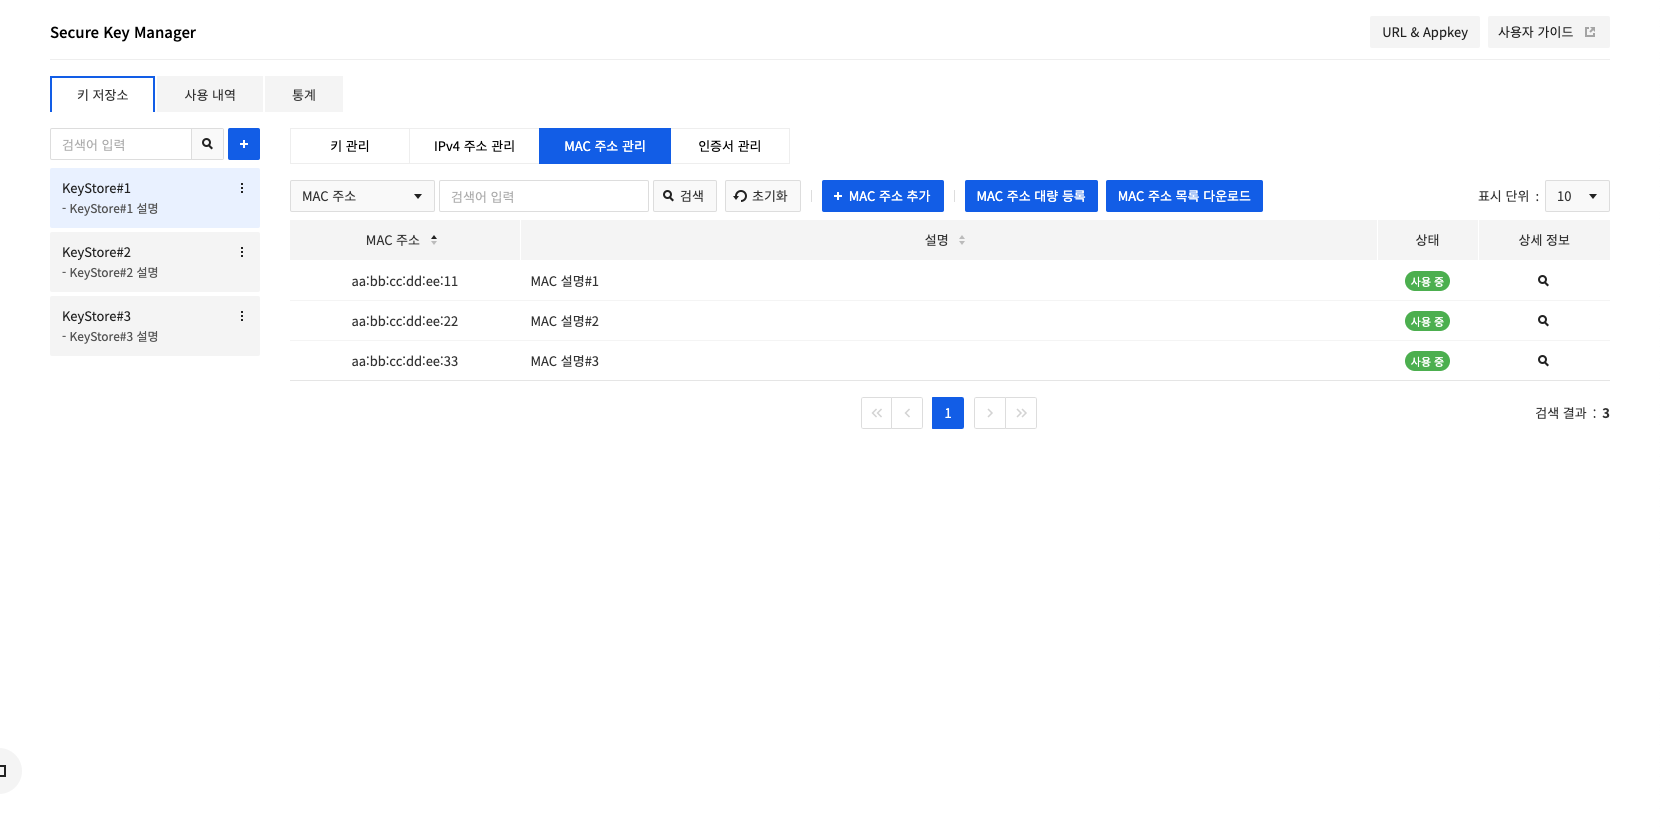 Secure Key Manager
URL & Appkey
사용자 가이드
키 저장소
사용 내역
통계
검색어 입력
+
KeyStore#1
- KeyStore#1 설명
KeyStore#2
- KeyStore#2 설명
KeyStore#3
- KeyStore#3 설명
키 관리
IPv4 주소 관리
MAC 주소 관리
인증서 관리
MAC 주소
검색어 입력
검색
초기화
+ MAC 주소 추가
MAC 주소 대량 등록
MAC 주소 목록 다운로드
표시 단위 : 10
MAC 주소 설명 상태 상세 정보
aa:bb:cc:dd:ee:11 MAC 설명#1 사용 중
aa:bb:cc:dd:ee:22 MAC 설명#2 사용 중
aa:bb:cc:dd:ee:33 MAC 설명#3 사용 중
1
검색 결과 : 3